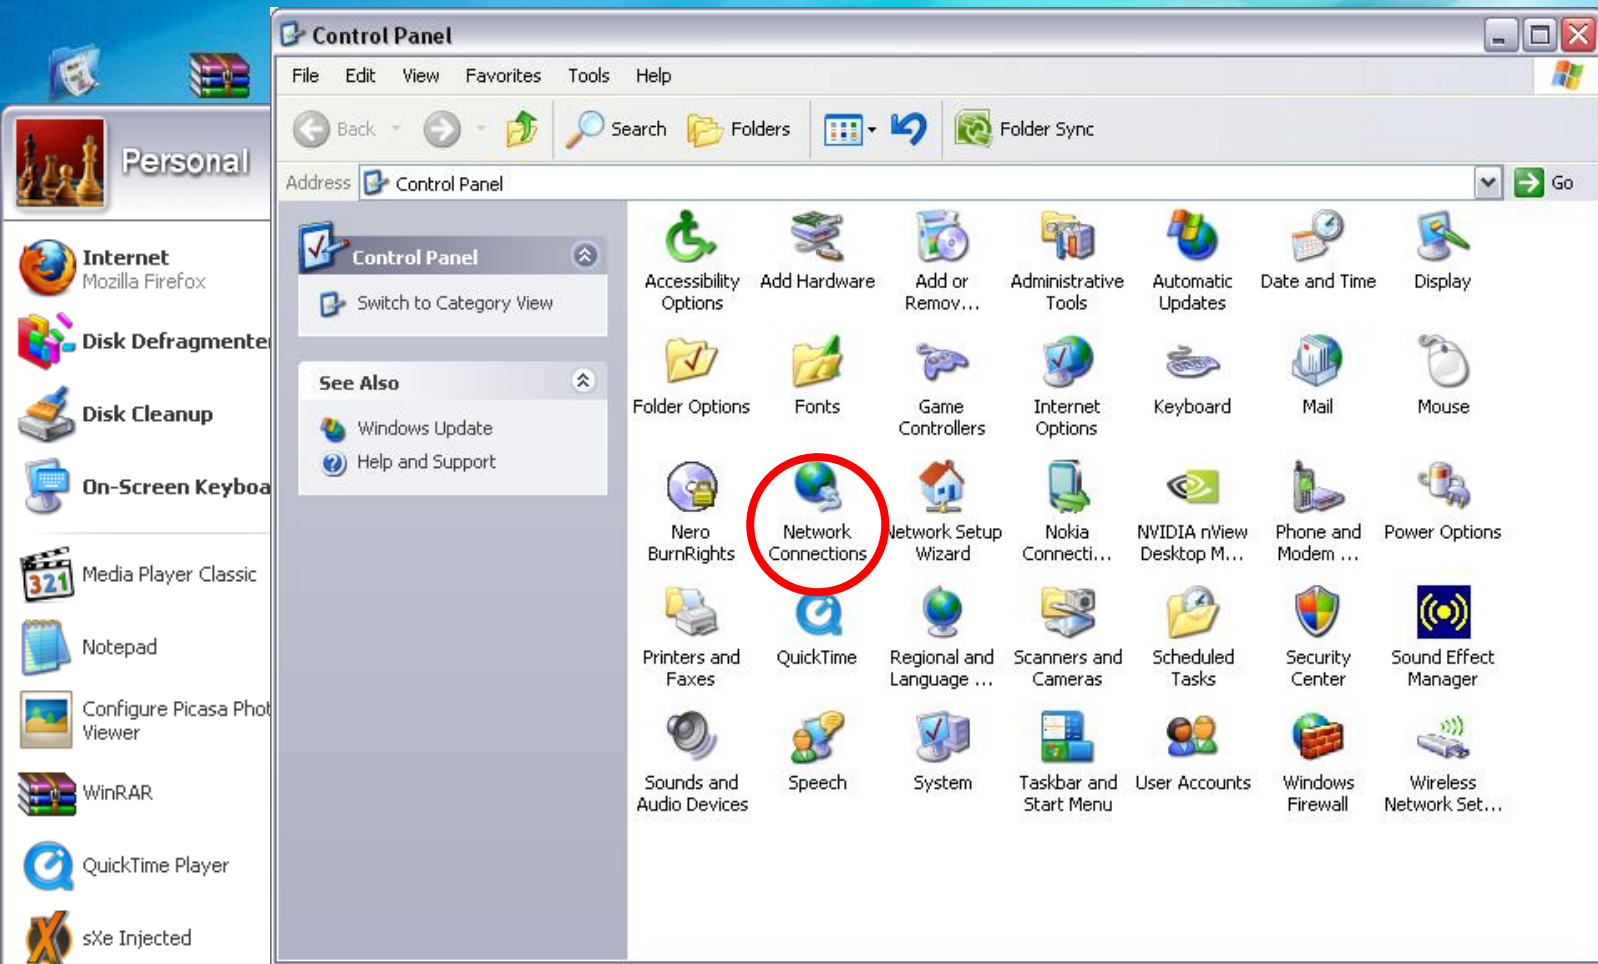 Control Panel
File Edit View Favorites Tools Help
Back Search Folders Folder Sync
Address Control Panel Go
Personal
Internet
Mozilla Firefox
Disk Defragmente
Disk Cleanup
On-Screen Keyboa
Media Player Classic
321
Notepad
Configure Picasa Phot
Viewer
WinRAR
QuickTime Player
sXe Injected
Control Panel
Switch to Category View
See Also
Windows Update
Help and Support
Accessibility
Options
Add Hardware
Add or
Remov...
Administrative
Tools
Automatic
Updates
Date and Time
Display
Folder Options
Fonts
Game
Controllers
Internet
Options
Keyboard
Mail
Mouse
Nero
BurnRights
Network
Connections
Network Setup
Wizard
Nokia
Connecti...
NVIDIA nView
Desktop M...
Phone and
Modem ...
Power Options
Printers and
Faxes
QuickTime
Regional and
Language ...
Scanners and
Cameras
Scheduled
Tasks
Security
Center
Sound Effect
Manager
Sounds and
Audio Devices
Speech
System
Taskbar and
Start Menu
User Accounts
Windows
Firewall
Wireless
Network Set...